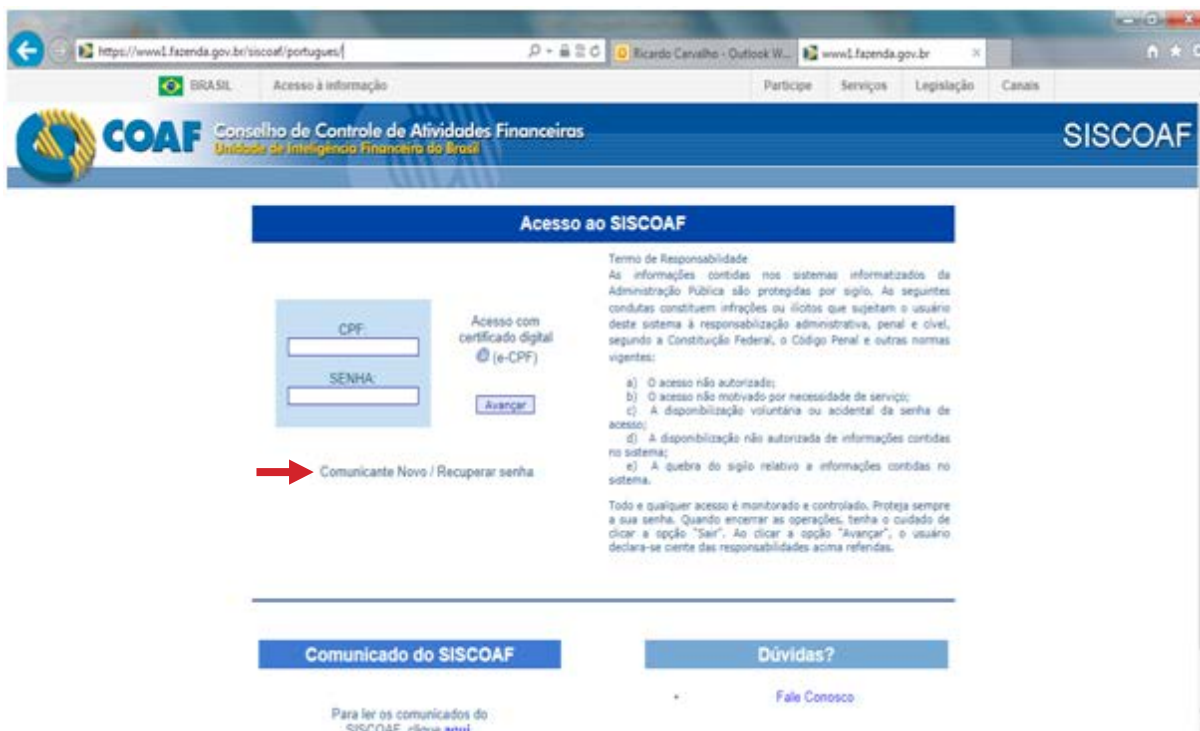 https://www1.fazenda.gov.br/siscoaf/portugues/
Ricardo Carvalho - Outlook W...
www1.fazenda.gov.br
BRASIL
Acesso à informação
Participe
Serviços
Legislação
Canais
COAF
Conselho de Controle de Atividades Financeiras
Unidade de Inteligência Financeira do Brasil
SISCOAF
Acesso ao SISCOAF
CPF:
SENHA:
Acesso com
certificado digital
(e-CPF)
Avançar
Comunicante Novo / Recuperar senha
Termo de Responsabilidade
As informações contidas nos sistemas informatizados da
Administração Pública são protegidas por sigilo. As seguintes
condutas constituem infrações ou ilícitos que sujeitam o usuário
deste sistema à responsabilização administrativa, penal e cível,
segundo a Constituição Federal, o Código Penal e outras normas
vigentes:
a) O acesso não autorizado;
b) O acesso não motivado por necessidade de serviço;
c) A disponibilização voluntária ou acidental da senha de
acesso;
d) A disponibilização não autorizada de informações contidas
no sistema;
e) A quebra do sigilo relativo a informações contidas no
sistema.
Todo e qualquer acesso é monitorado e controlado. Proteja sempre
a sua senha. Quando encerrar as operações, tenha o cuidado de
clicar a opção "Sair". Ao clicar a opção "Avançar", o usuário
declara-se ciente das responsabilidades acima referidas.
Comunicado do SISCOAF
Para ler os comunicados do
SISCOAF, clique aqui
Dúvidas?
Fale Conosco